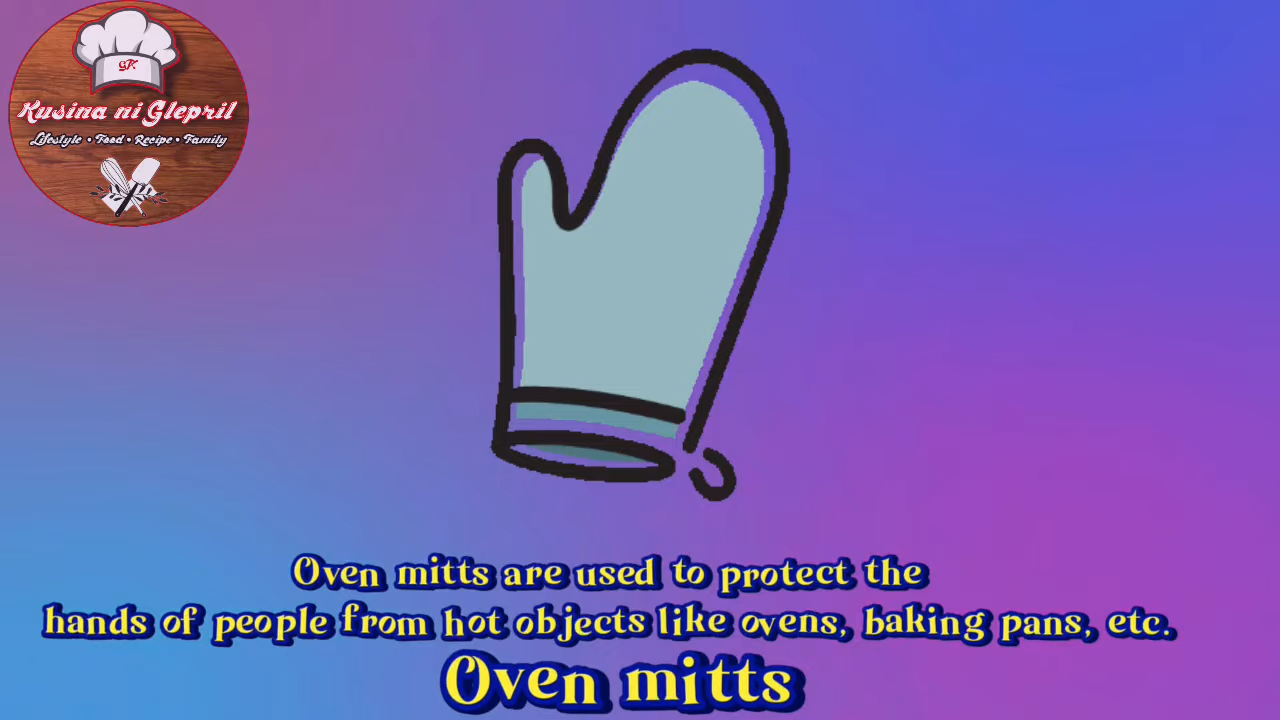 GK
Kusina ni Glepril
Lifestyle • Food • Recipe • Family
Oven mitts are used to protect the
hands of people from hot objects like ovens, baking pans, etc.
Oven mitts